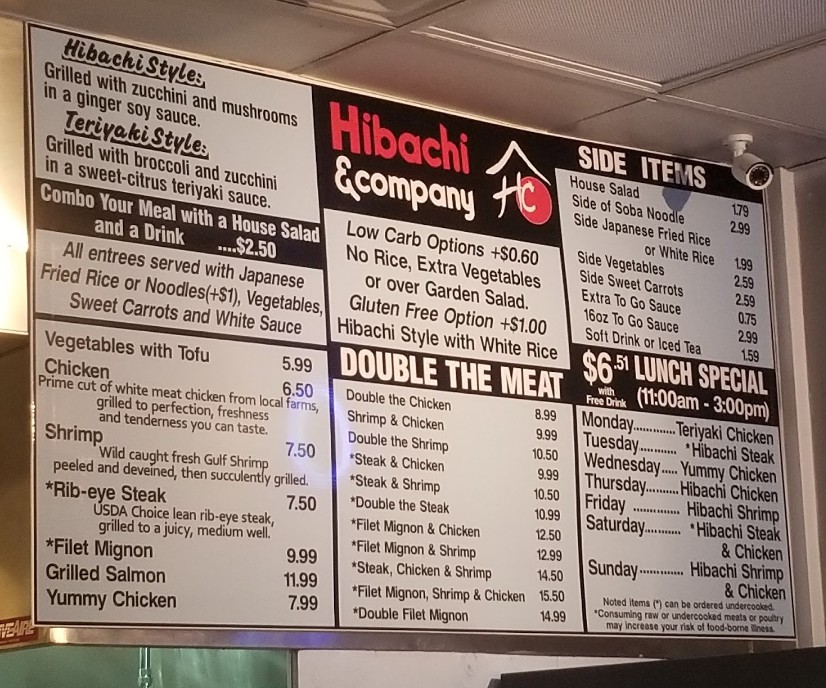 Hibachi Style:
Grilled with zucchini and mushrooms
in a ginger soy sauce.
Teriyaki Style:
Grilled with broccoli and zucchini
in a sweet-citrus teriyaki sauce.
Combo Your Meal with a House Salad
and a Drink ....$2.50
All entrees served with Japanese
Fried Rice or Noodles(+$1), Vegetables,
Sweet Carrots and White Sauce
Vegetables with Tofu 5.99
Chicken 6.50
Prime cut of white meat chicken from local farms,
grilled to perfection, freshness
and tenderness you can taste.
Shrimp 7.50
Wild caught fresh Gulf Shrimp
peeled and deveined, then succulently grilled.
*Rib-eye Steak 7.50
USDA Choice lean rib-eye steak,
grilled to a juicy, medium well.
*Filet Mignon 9.99
Grilled Salmon 11.99
Yummy Chicken 7.99
Hibachi
&company
HC
Low Carb Options +$0.60
No Rice, Extra Vegetables
or over Garden Salad.
Gluten Free Option +$1.00
Hibachi Style with White Rice
DOUBLE THE MEAT
Double the Chicken 8.99
Shrimp & Chicken 9.99
Double the Shrimp 10.50
*Steak & Chicken 9.99
*Steak & Shrimp 10.50
*Double the Steak 10.99
*Filet Mignon & Chicken 12.50
*Filet Mignon & Shrimp 12.99
*Steak, Chicken & Shrimp 14.50
*Filet Mignon, Shrimp & Chicken 15.50
*Double Filet Mignon 14.99
SIDE ITEMS
House Salad 1.79
Side of Soba Noodle 2.99
Side Japanese Fried Rice
or White Rice 1.99
Side Vegetables 2.59
Side Sweet Carrots 2.59
Extra To Go Sauce 0.75
16oz To Go Sauce 2.99
Soft Drink or Iced Tea 1.59
$6.51 LUNCH SPECIAL
with
Free Drink (11:00am - 3:00pm)
Monday............Teriyaki Chicken
Tuesday........... *Hibachi Steak
Wednesday..... Yummy Chicken
Thursday..........Hibachi Chicken
Friday .............. Hibachi Shrimp
Saturday........... *Hibachi Steak
& Chicken
Sunday............. Hibachi Shrimp
& Chicken
Noted items (*) can be ordered undercooked.
*Consuming raw or undercooked meats or poultry
may increase your risk of food-borne illness.